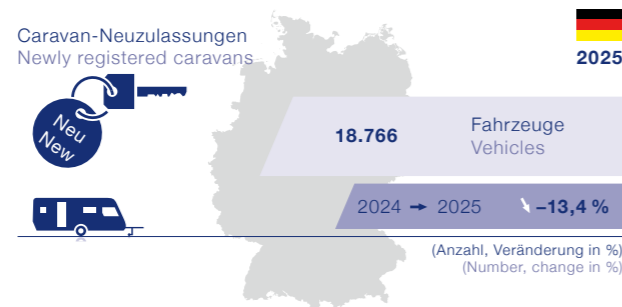 Caravan-Neuzulassungen
Newly registered caravans
2025
Neu
New
18.766 Fahrzeuge
Vehicles
2024 → 2025 –13,4 %
(Anzahl, Veränderung in %)
(Number, change in %)